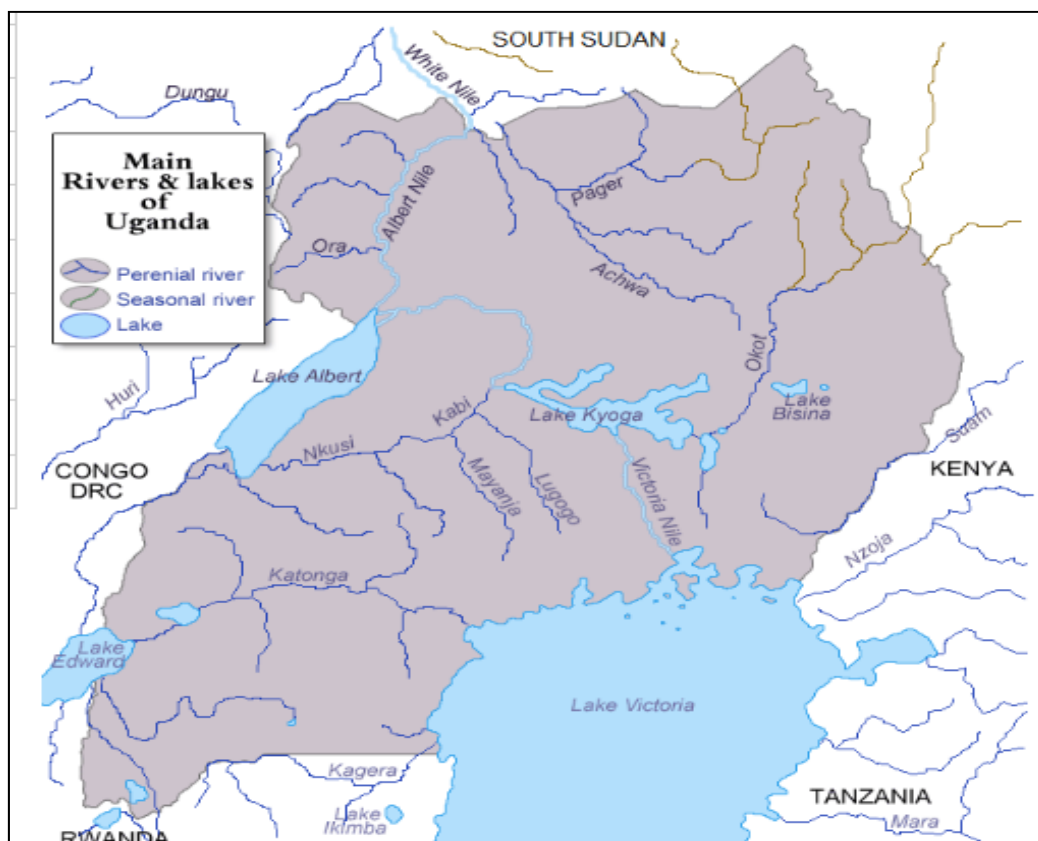 SOUTH SUDAN
White Nile
Dungu
Main
Rivers & lakes
of
Uganda
Perenial river
Seasonal river
Lake
Albert Nile
Ora
Pager
Achwa
Okot
Huri
Lake Albert
Kabi
Lake Kyoga
Lake
Bisina
Suam
CONGO
DRC
Nkusi
Mayanja
Lugogo
Victoria Nile
KENYA
Nzoja
Katonga
Lake
Edward
Lake Victoria
Kagera
Lake
Ikimba
TANZANIA
Mara
RWANDA